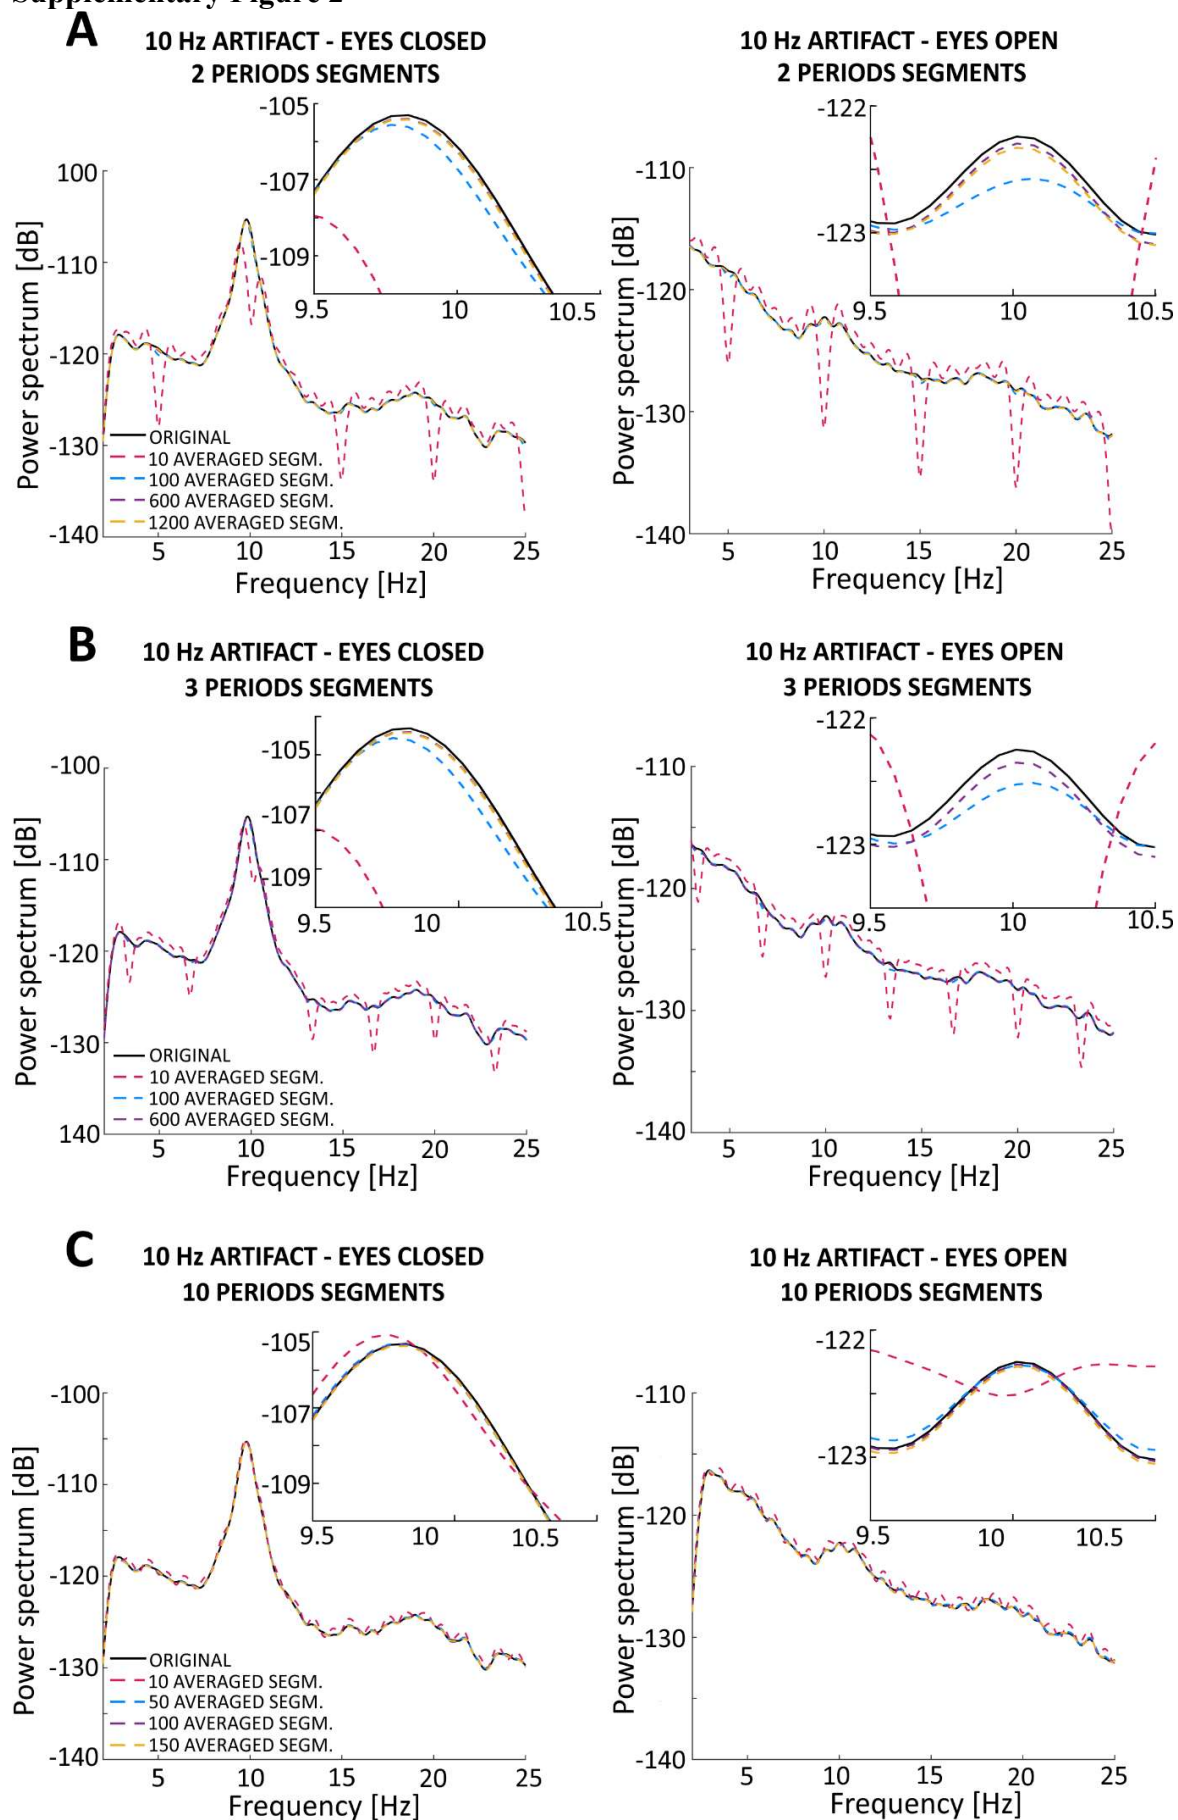 Supplementary Figure 2
A
10 Hz ARTIFACT - EYES CLOSED
2 PERIODS SEGMENTS
-105
-107
-109
9.5 10 10.5
100
-110
-120
-130
-140
Power spectrum [dB]
ORIGINAL
10 AVERAGED SEGM.
100 AVERAGED SEGM.
600 AVERAGED SEGM.
1200 AVERAGED SEGM.
5 10 15 20 25
Frequency [Hz]
10 Hz ARTIFACT - EYES OPEN
2 PERIODS SEGMENTS
-122
-123
9.5 10 10.5
-110
-120
-130
-140
Power spectrum [dB]
5 10 15 20 25
Frequency [Hz]
B
10 Hz ARTIFACT - EYES CLOSED
3 PERIODS SEGMENTS
-105
-107
-109
9.5 10 10.5
-100
-110
-120
-130
140
Power spectrum [dB]
ORIGINAL
10 AVERAGED SEGM.
100 AVERAGED SEGM.
600 AVERAGED SEGM.
5 10 15 20 25
Frequency [Hz]
10 Hz ARTIFACT - EYES OPEN
3 PERIODS SEGMENTS
-122
-123
9.5 10 10.5
-110
-120
-130
-140
Power spectrum [dB]
5 10 15 20 25
Frequency [Hz]
C
10 Hz ARTIFACT - EYES CLOSED
10 PERIODS SEGMENTS
-105
-107
-109
9.5 10 10.5
-100
-110
-120
-130
-140
Power spectrum [dB]
ORIGINAL
10 AVERAGED SEGM.
50 AVERAGED SEGM.
100 AVERAGED SEGM.
150 AVERAGED SEGM.
5 10 15 20 25
Frequency [Hz]
10 Hz ARTIFACT - EYES OPEN
10 PERIODS SEGMENTS
-122
-123
9.5 10 10.5
-110
-120
-130
-140
Power spectrum [dB]
5 10 15 20 25
Frequency [Hz]